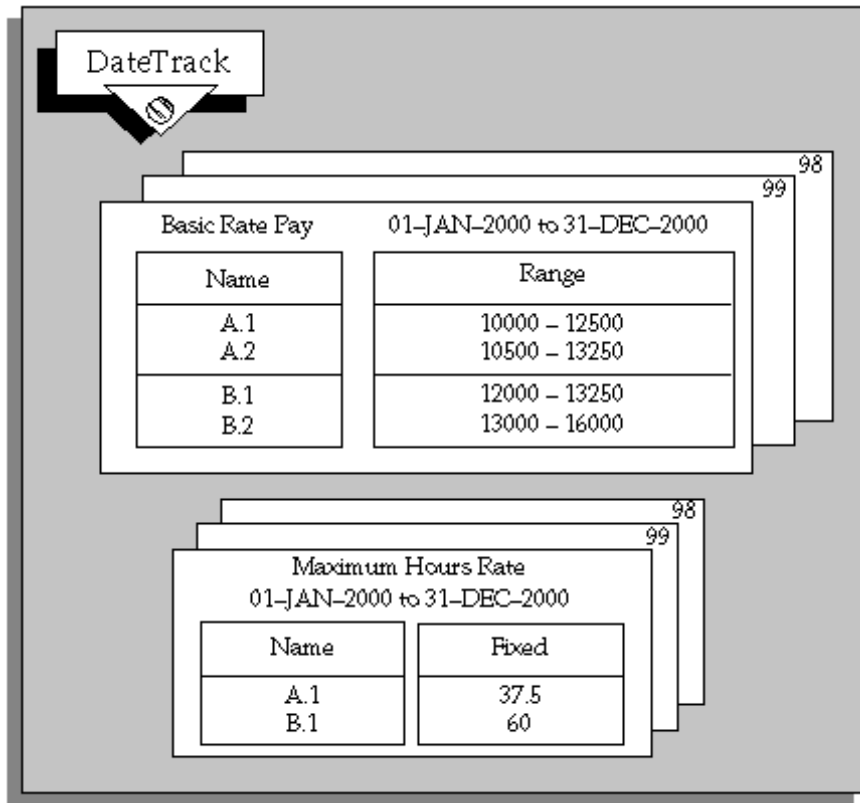 DateTrack
98
99
Basic Rate Pay 01–JAN–2000 to 31–DEC–2000
Name Range
A.1 10000 – 12500
A.2 10500 – 13250
B.1 12000 – 13250
B.2 13000 – 16000
98
99
Maximum Hours Rate
01–JAN–2000 to 31–DEC–2000
Name Fixed
A.1 37.5
B.1 60